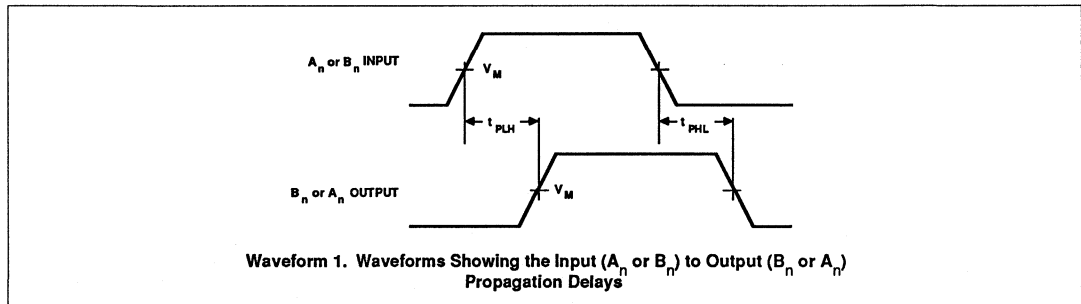 An or Bn INPUT
VM
tPLH
tPHL
Bn or An OUTPUT
VM
Waveform 1. Waveforms Showing the Input (An or Bn) to Output (Bn or An)
Propagation Delays